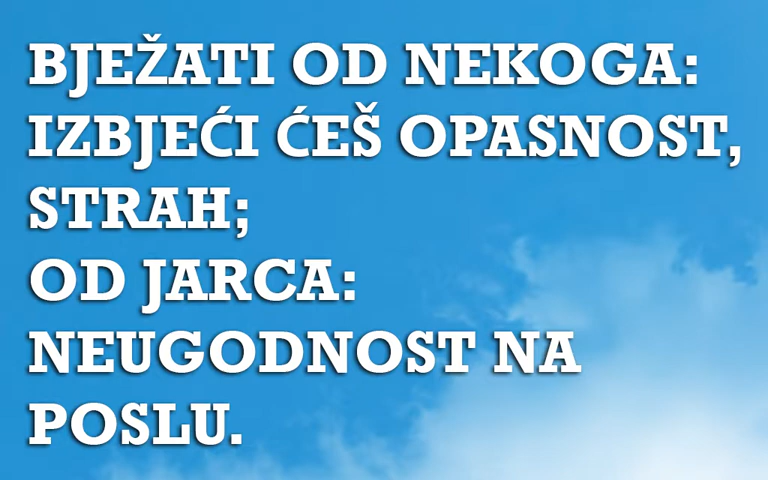 BJEŽATI OD NEKOGA:
IZBJEĆI ĆEŠ OPASNOST,
STRAH;
OD JARCA:
NEUGODNOST NA
POSLU.